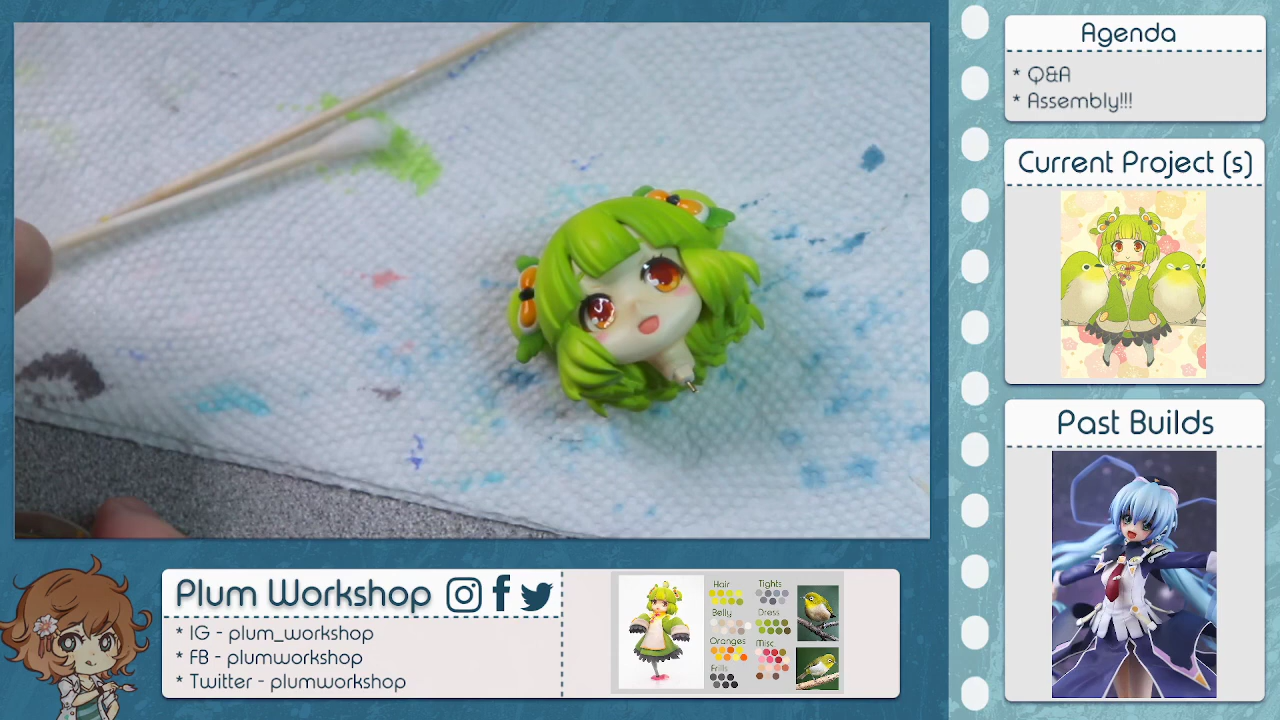 Agenda
* Q&A
* Assembly!!!
Current Project (s)
Past Builds
Plum Workshop
* IG - plum_workshop
* FB - plumworkshop
* Twitter - plumworkshop
Hair
Tights
Belly
Dress
Oranges
Misc
Frills